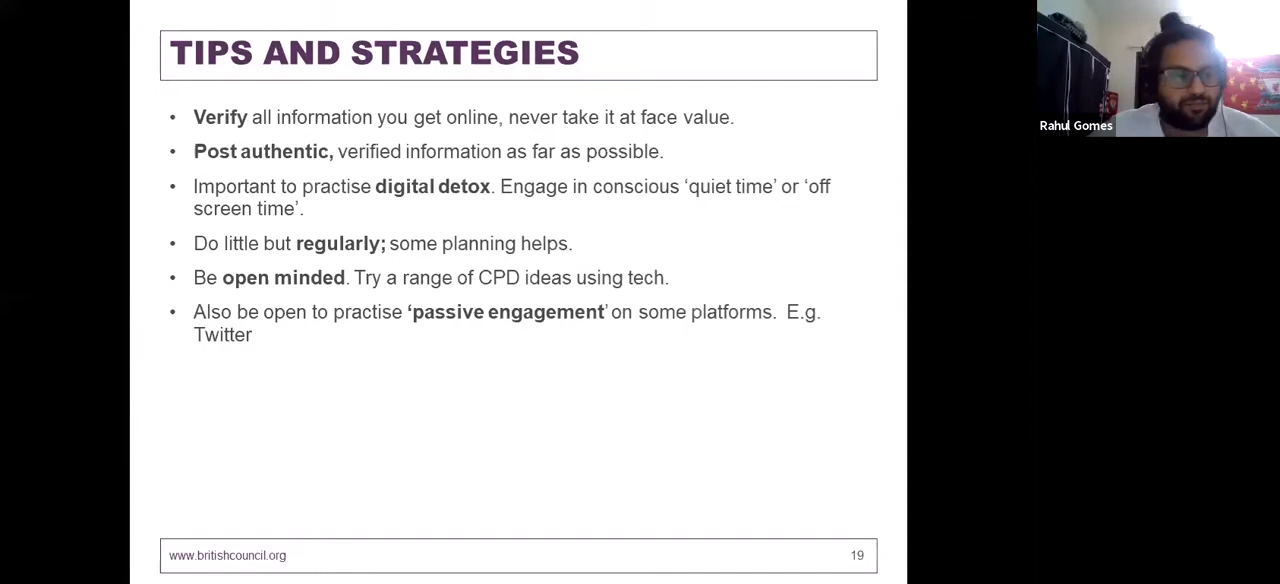 TIPS AND STRATEGIES
• Verify all information you get online, never take it at face value.
• Post authentic, verified information as far as possible.
• Important to practise digital detox. Engage in conscious ‘quiet time’ or ‘off
screen time’.
• Do little but regularly; some planning helps.
• Be open minded. Try a range of CPD ideas using tech.
• Also be open to practise ‘passive engagement’ on some platforms.  E.g.
Twitter
www.britishcouncil.org
19
Rahul Gomes